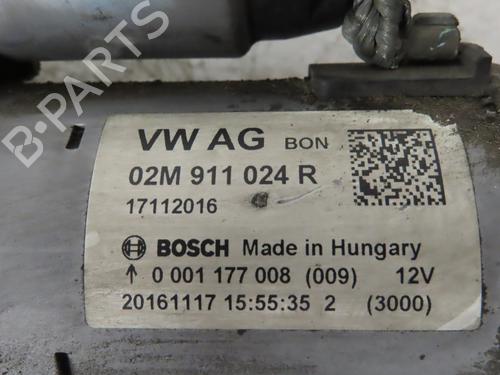 B-PARTS
VW AG BON
02M 911 024 R
17112016
BOSCH Made in Hungary
0 001 177 008 (009) 12V
20161117 15:55:35 2 (3000)